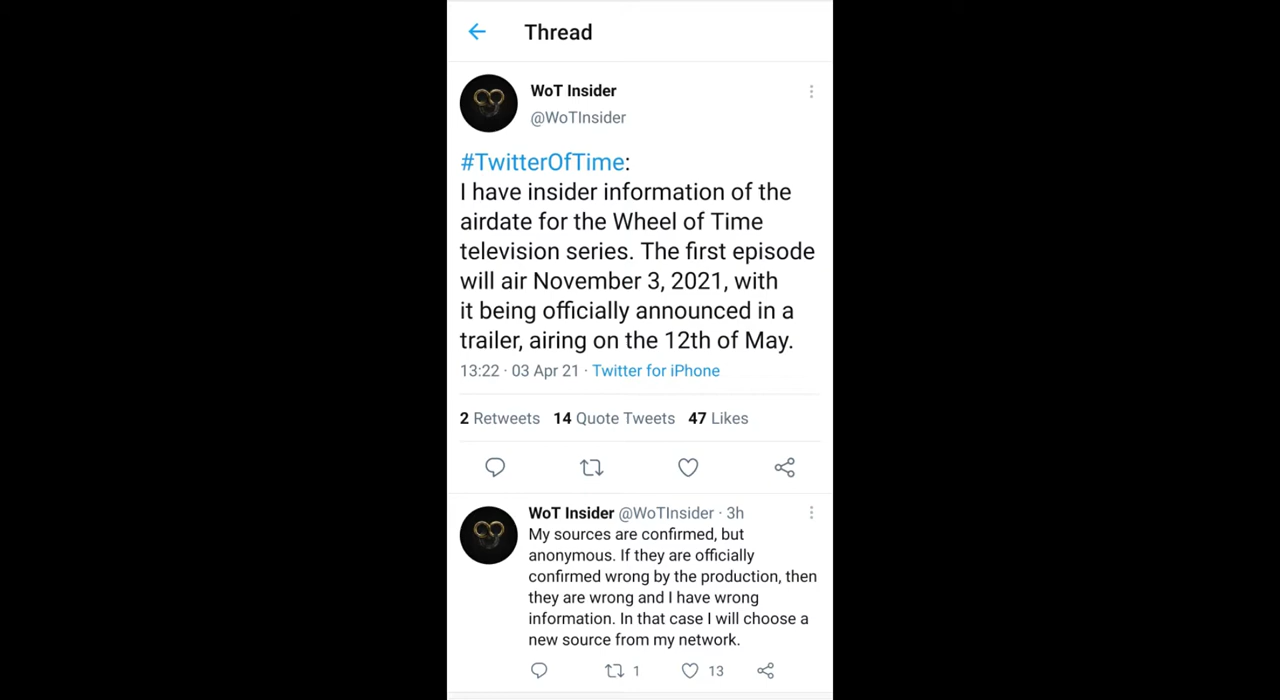 Thread
WoT Insider
@WoTInsider
#TwitterOfTime:
I have insider information of the
airdate for the Wheel of Time
television series. The first episode
will air November 3, 2021, with
it being officially announced in a
trailer, airing on the 12th of May.
13:22 · 03 Apr 21 · Twitter for iPhone
2 Retweets 14 Quote Tweets 47 Likes
WoT Insider @WoTInsider · 3h
My sources are confirmed, but
anonymous. If they are officially
confirmed wrong by the production, then
they are wrong and I have wrong
information. In that case I will choose a
new source from my network.
1 13